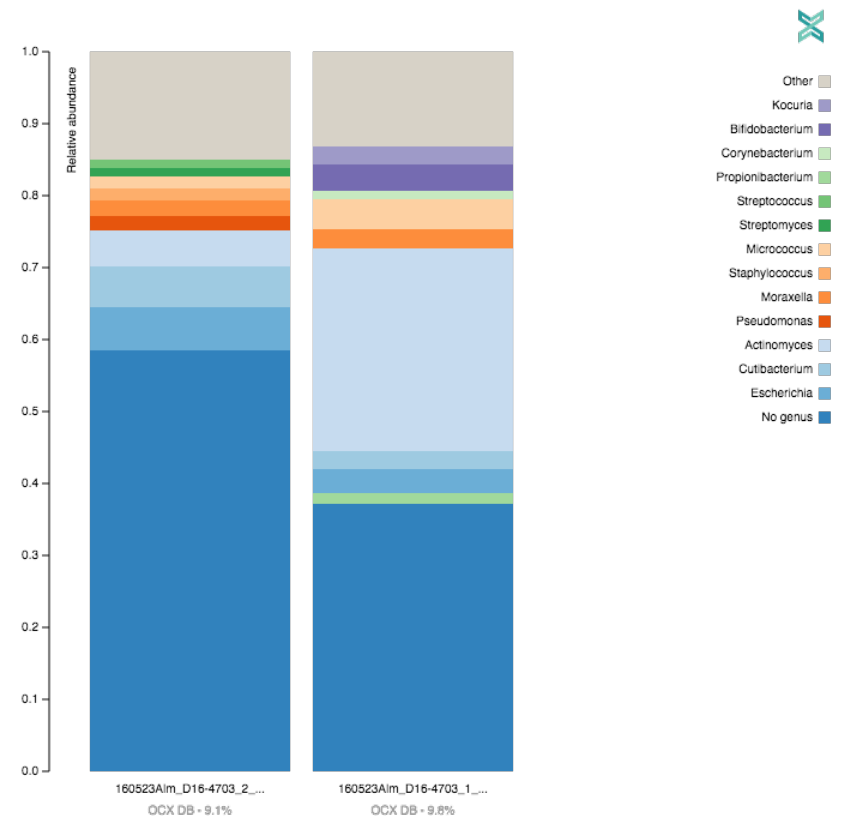 1.0
0.9
0.8
0.7
0.6
0.5
0.4
0.3
0.2
0.1
0.0
Relative abundance
160523Alm_D16-4703_2_...
OCX DB - 9.1%
160523Alm_D16-4703_1_...
OCX DB - 9.8%
Other
Kocuria
Bifidobacterium
Corynebacterium
Propionibacterium
Streptococcus
Streptomyces
Micrococcus
Staphylococcus
Moraxella
Pseudomonas
Actinomyces
Cutibacterium
Escherichia
No genus